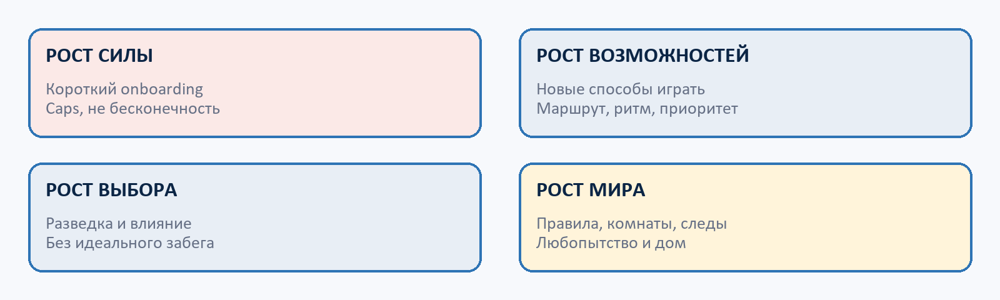 РОСТ СИЛЫ
Короткий onboarding
Caps, не бесконечность
РОСТ ВОЗМОЖНОСТЕЙ
Новые способы играть
Маршрут, ритм, приоритет
РОСТ ВЫБОРА
Разведка и влияние
Без идеального забега
РОСТ МИРА
Правила, комнаты, следы
Любопытство и дом